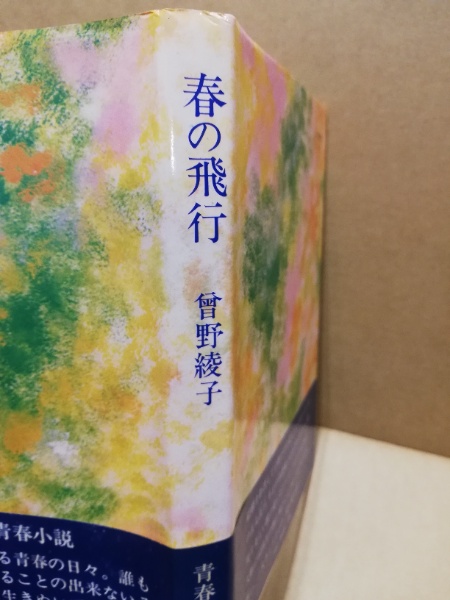 春の飛行
曾野綾子
青春小説
る青春の日々。誰も
ることの出来ない
青春